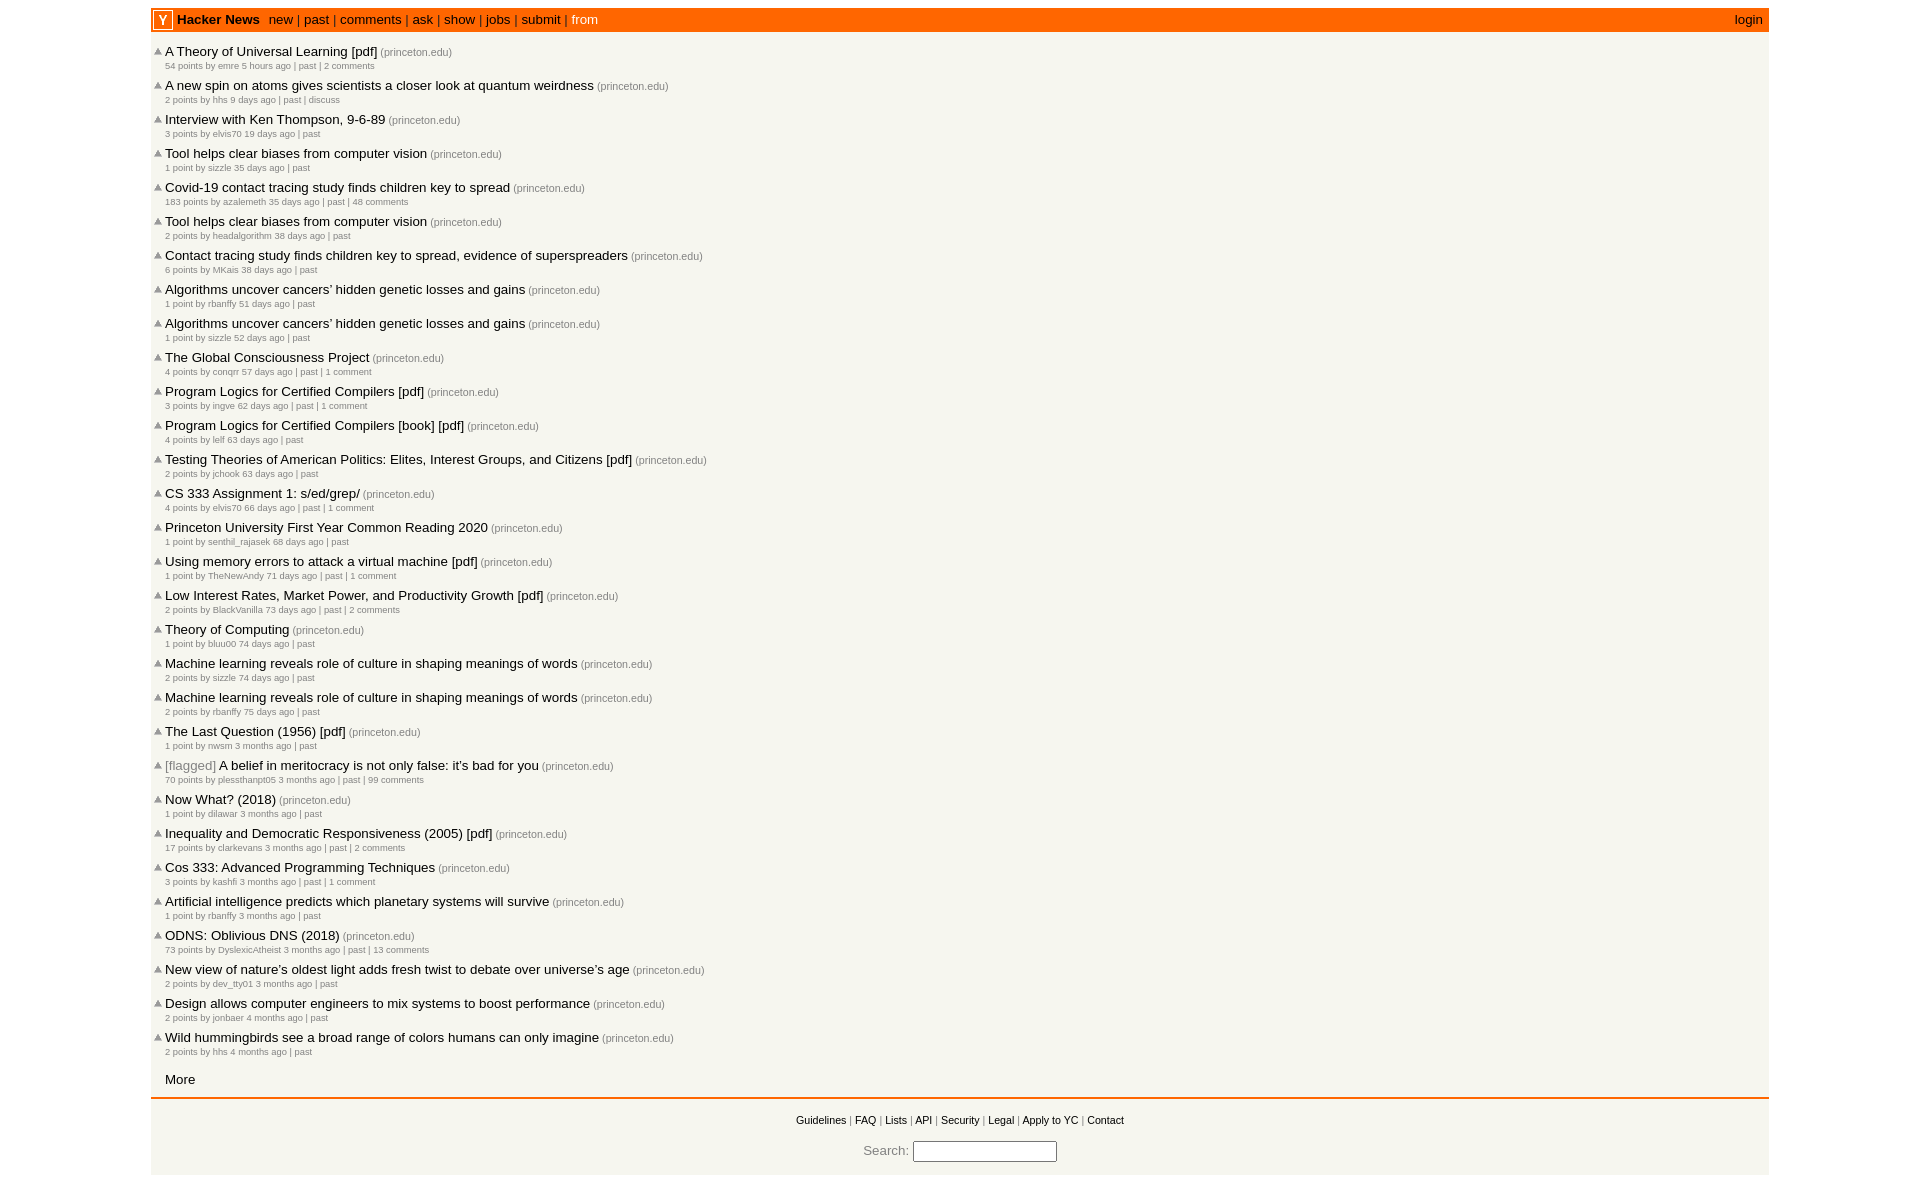 Y Hacker News new | past | comments | ask | show | jobs | submit | from login
A Theory of Universal Learning [pdf] (princeton.edu)
54 points by emre 5 hours ago | past | 2 comments
A new spin on atoms gives scientists a closer look at quantum weirdness (princeton.edu)
2 points by hhs 9 days ago | past | discuss
Interview with Ken Thompson, 9-6-89 (princeton.edu)
3 points by elvis70 19 days ago | past
Tool helps clear biases from computer vision (princeton.edu)
1 point by sizzle 35 days ago | past
Covid-19 contact tracing study finds children key to spread (princeton.edu)
183 points by azalemeth 35 days ago | past | 48 comments
Tool helps clear biases from computer vision (princeton.edu)
2 points by headalgorithm 38 days ago | past
Contact tracing study finds children key to spread, evidence of superspreaders (princeton.edu)
6 points by MKais 38 days ago | past
Algorithms uncover cancers’ hidden genetic losses and gains (princeton.edu)
1 point by rbanffy 51 days ago | past
Algorithms uncover cancers’ hidden genetic losses and gains (princeton.edu)
1 point by sizzle 52 days ago | past
The Global Consciousness Project (princeton.edu)
4 points by conqrr 57 days ago | past | 1 comment
Program Logics for Certified Compilers [pdf] (princeton.edu)
3 points by ingve 62 days ago | past | 1 comment
Program Logics for Certified Compilers [book] [pdf] (princeton.edu)
4 points by lelf 63 days ago | past
Testing Theories of American Politics: Elites, Interest Groups, and Citizens [pdf] (princeton.edu)
2 points by jchook 63 days ago | past
CS 333 Assignment 1: s/ed/grep/ (princeton.edu)
4 points by elvis70 66 days ago | past | 1 comment
Princeton University First Year Common Reading 2020 (princeton.edu)
1 point by senthil_rajasek 68 days ago | past
Using memory errors to attack a virtual machine [pdf] (princeton.edu)
1 point by TheNewAndy 71 days ago | past | 1 comment
Low Interest Rates, Market Power, and Productivity Growth [pdf] (princeton.edu)
2 points by BlackVanilla 73 days ago | past | 2 comments
Theory of Computing (princeton.edu)
1 point by bluu00 74 days ago | past
Machine learning reveals role of culture in shaping meanings of words (princeton.edu)
2 points by sizzle 74 days ago | past
Machine learning reveals role of culture in shaping meanings of words (princeton.edu)
2 points by rbanffy 75 days ago | past
The Last Question (1956) [pdf] (princeton.edu)
1 point by nwsm 3 months ago | past
[flagged] A belief in meritocracy is not only false: it’s bad for you (princeton.edu)
70 points by plessthanpt05 3 months ago | past | 99 comments
Now What? (2018) (princeton.edu)
1 point by dilawar 3 months ago | past
Inequality and Democratic Responsiveness (2005) [pdf] (princeton.edu)
17 points by clarkevans 3 months ago | past | 2 comments
Cos 333: Advanced Programming Techniques (princeton.edu)
3 points by kashfi 3 months ago | past | 1 comment
Artificial intelligence predicts which planetary systems will survive (princeton.edu)
1 point by rbanffy 3 months ago | past
ODNS: Oblivious DNS (2018) (princeton.edu)
73 points by DyslexicAtheist 3 months ago | past | 13 comments
New view of nature’s oldest light adds fresh twist to debate over universe’s age (princeton.edu)
2 points by dev_tty01 3 months ago | past
Design allows computer engineers to mix systems to boost performance (princeton.edu)
2 points by jonbaer 4 months ago | past
Wild hummingbirds see a broad range of colors humans can only imagine (princeton.edu)
2 points by hhs 4 months ago | past
More
Guidelines | FAQ | Lists | API | Security | Legal | Apply to YC | Contact
Search: